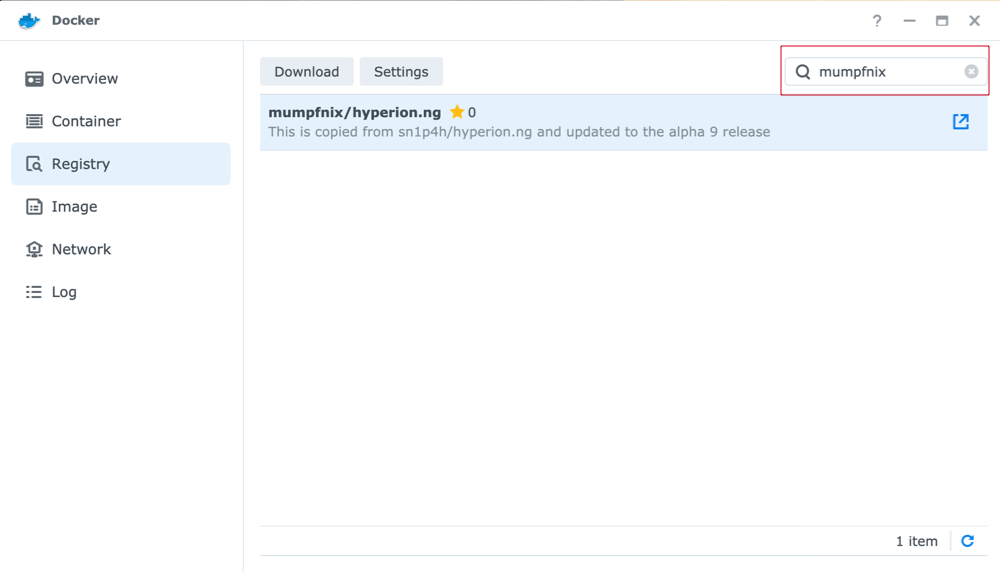 Docker
?
Overview
Container
Registry
Image
Network
Log
Download Settings
mumpfnix
mumpfnix/hyperion.ng 0
This is copied from sn1p4h/hyperion.ng and updated to the alpha 9 release
1 item